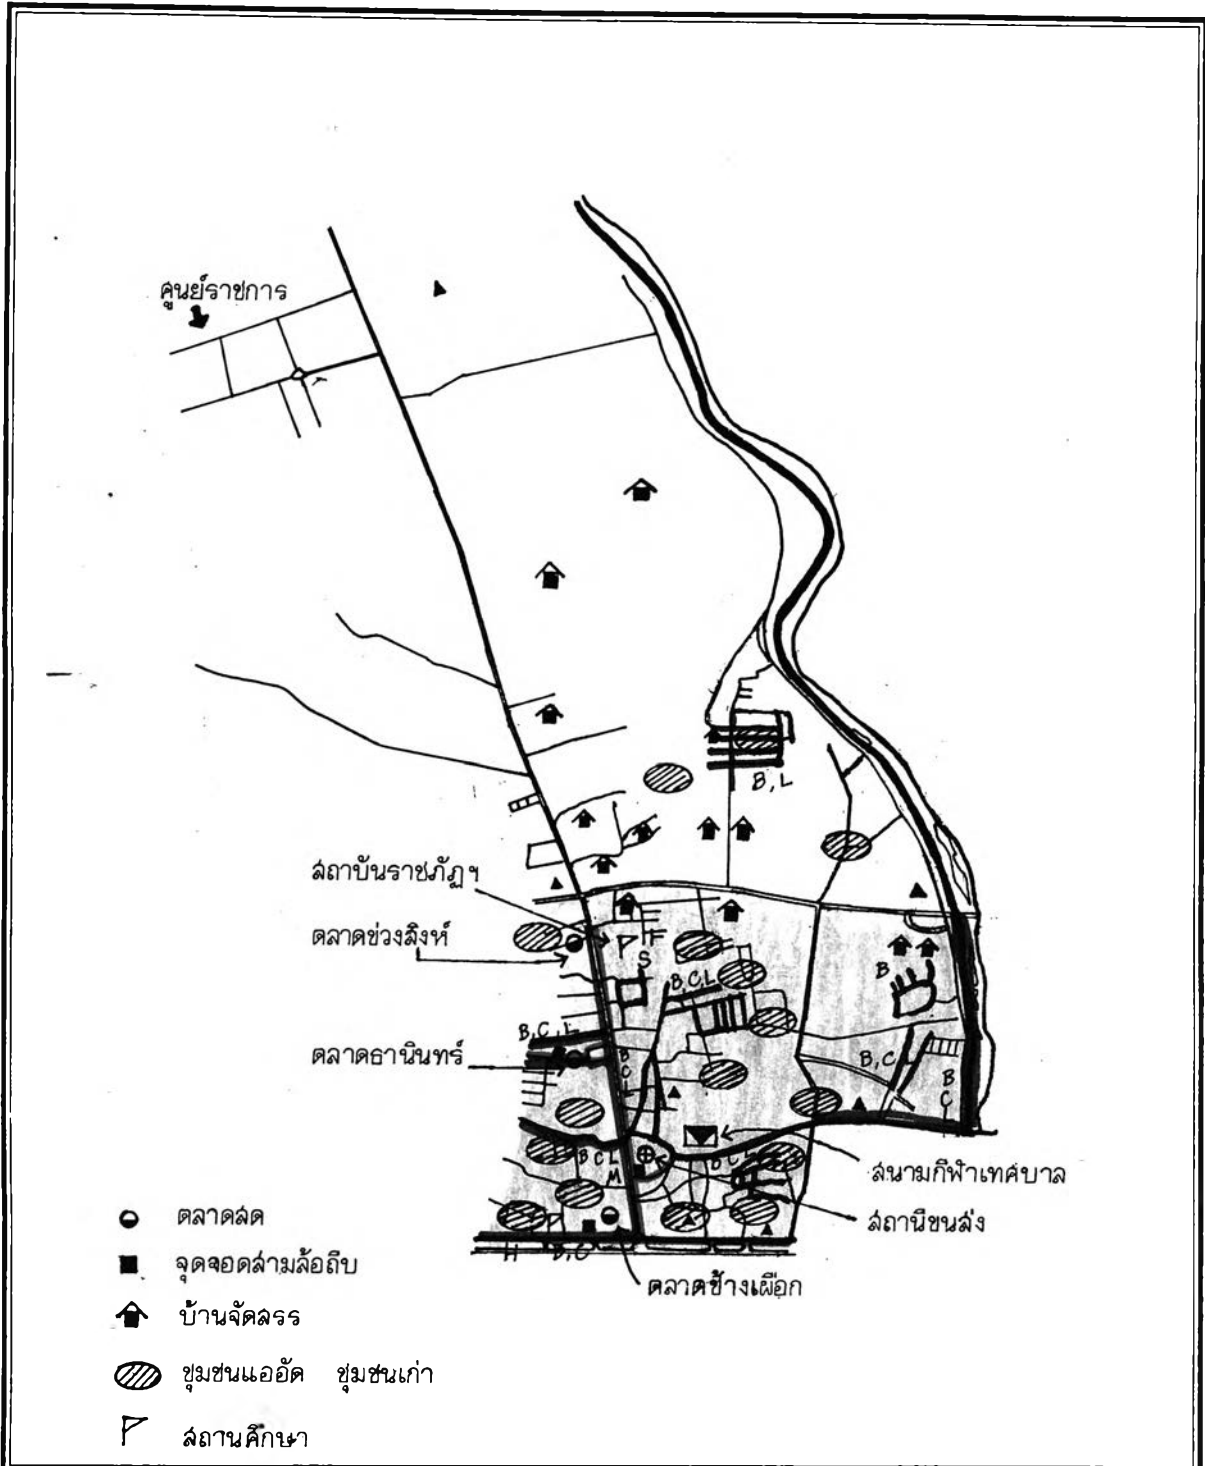 ศูนย์ราชการ
B, L
สถาบันราชภัฏฯ
ตลาดข่วงสิงห์
F
S
B
B,C,L
B, C, L
ตลาดธานินทร์
B
C
L
B, C
B
C
L
B C L
B C L
M
สนามกีฬาเทศบาล
สถานีขนส่ง
H
B, C
ตลาดช้างเผือก
ตลาดสด
จุดจอดสามล้อถีบ
บ้านจัดสรร
ชุมชนแออัด ชุมชนเก่า
สถานศึกษา